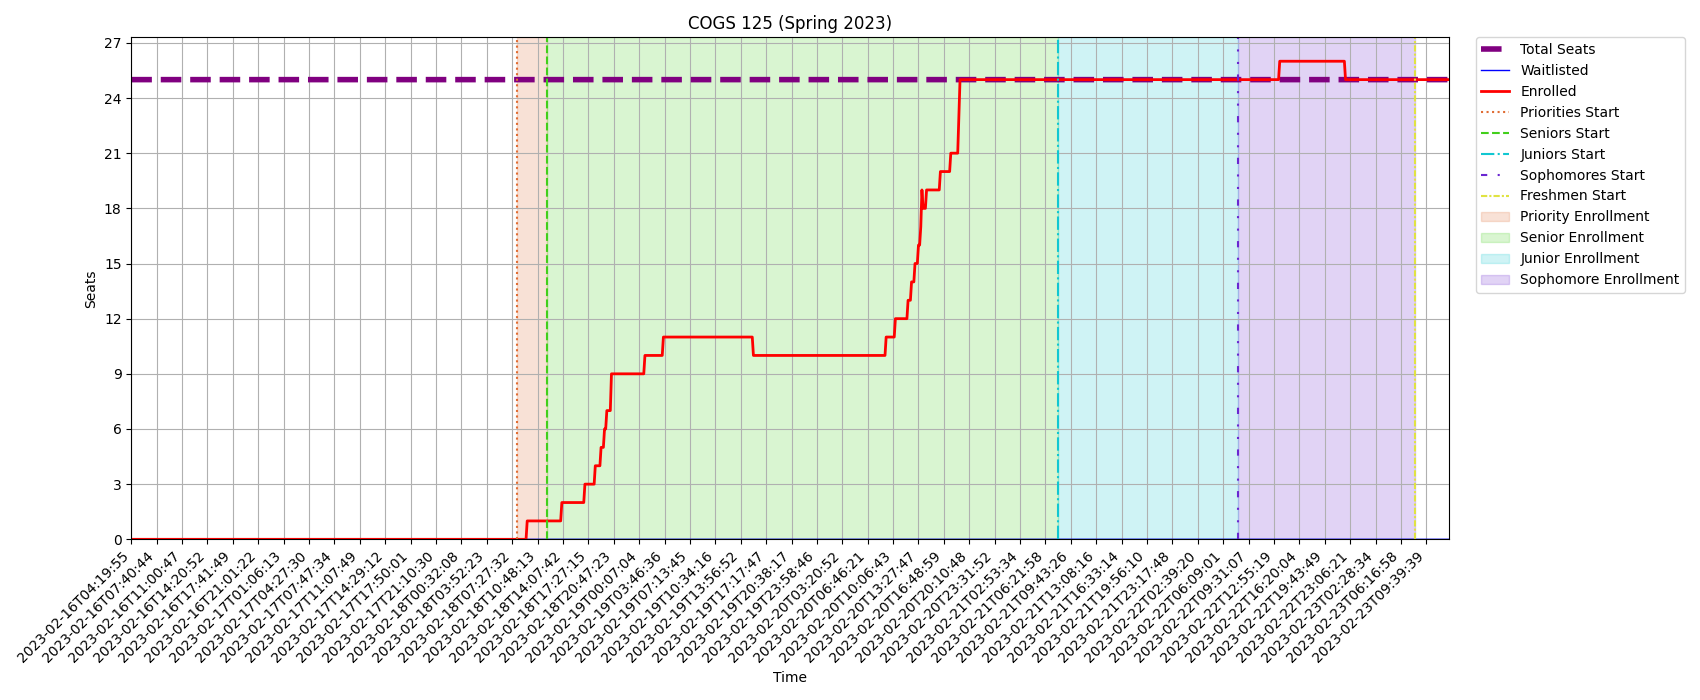 COGS 125 (Spring 2023)
27
24
21
18
15
12
9
6
3
0
Seats
2023-02-16T04:19:55
2023-02-16T07:40:44
2023-02-16T11:00:47
2023-02-16T14:20:52
2023-02-16T17:41:49
2023-02-16T21:01:22
2023-02-17T01:06:13
2023-02-17T04:27:30
2023-02-17T07:47:34
2023-02-17T11:07:49
2023-02-17T14:29:12
2023-02-17T17:50:01
2023-02-17T21:10:30
2023-02-18T00:32:08
2023-02-18T03:52:23
2023-02-18T07:27:32
2023-02-18T10:48:13
2023-02-18T14:07:42
2023-02-18T17:27:15
2023-02-18T20:47:23
2023-02-19T00:07:04
2023-02-19T03:46:36
2023-02-19T07:13:45
2023-02-19T10:34:16
2023-02-19T13:56:52
2023-02-19T17:17:47
2023-02-19T20:38:17
2023-02-19T23:58:46
2023-02-20T03:20:52
2023-02-20T06:46:21
2023-02-20T10:06:43
2023-02-20T13:27:47
2023-02-20T16:48:59
2023-02-20T20:10:48
2023-02-20T23:31:52
2023-02-21T02:53:34
2023-02-21T06:21:58
2023-02-21T09:43:26
2023-02-21T13:08:16
2023-02-21T16:33:14
2023-02-21T19:56:10
2023-02-21T23:17:48
2023-02-22T02:39:20
2023-02-22T06:09:01
2023-02-22T09:31:07
2023-02-22T12:55:19
2023-02-22T16:20:04
2023-02-22T19:43:49
2023-02-22T23:06:21
2023-02-23T02:28:34
2023-02-23T06:16:58
2023-02-23T09:39:39
Time
Total Seats
Waitlisted
Enrolled
Priorities Start
Seniors Start
Juniors Start
Sophomores Start
Freshmen Start
Priority Enrollment
Senior Enrollment
Junior Enrollment
Sophomore Enrollment